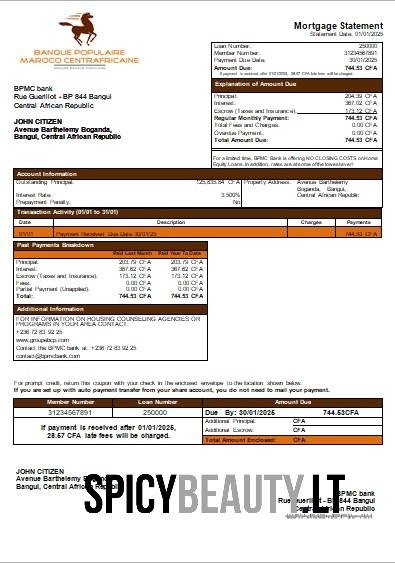 BANQUE POPULAIRE
MAROCO CENTRAFRICAINE
Mortgage Statement
Statement Date: 01/01/2025
Loan Number: 250000
Member Number: 31234567891
Payment Due Date: 30/01/2025
Amount Due: 744.53 CFA
If payment is received after 01/01/2025, 28.57 CFA late fee will be charged.
BPMC bank
Rue Guerillot - BP 844 Bangui
Central African Republic
JOHN CITIZEN
Avenue Barthelemy Boganda,
Bangui, Central African Republic
Explanation of Amount Due
Principal: 204.39 CFA
Interest: 367.02 CFA
Escrow (Taxes and Insurance): 173.12 CFA
Regular Monthly Payment: 744.53 CFA
Total Fees and Charges: 0.00 CFA
Overdue Payment: 0.00 CFA
Total Amount Due: 744.53 CFA
For a limited time, BPMC Bank is offering NO CLOSING COSTS on Home
Equity Loans. In addition, rates are at some of the lowest ever!
Account Information
Outstanding Principal: 125,835.84 CFA
Interest Rate: 3.500%
Prepayment Penalty: No
Property Address: Avenue Barthelemy
Boganda, Bangui,
Central African Republic
Transaction Activity (01/01 to 31/01)
Date Description Charges Payments
01/01 Payment Received Due Date 30/01/25 744.53 CFA
Past Payments Breakdown
Paid Last Month Paid Year To Date
Principal: 203.79 CFA 203.79 CFA
Interest: 367.62 CFA 367.62 CFA
Escrow (Taxes and Insurance): 173.12 CFA 173.12 CFA
Fees: 0.00 CFA 0.00 CFA
Partial Payment (Unapplied): 0.00 CFA 0.00 CFA
Total: 744.53 CFA 744.53 CFA
Additional Information
FOR INFORMATION ON HOUSING COUNSELING AGENCIES OR
PROGRAMS IN YOUR AREA CONTACT:
+236 72 83 92 25
www.groupebcp.com
Contact the BPMC bank at: +236 72 83 92 25
contact@bpmcbank.com
For prompt credit, return this coupon with your check in the enclosed envelope to the location shown below.
If you are set up with auto payment transfer from your share account, you do not need to mail your payment.
Member Number Loan Number Amount Due
31234567891 250000 Due By: 30/01/2025 744.53CFA
If payment is received after 01/01/2025,
28.57 CFA late fees will be charged.
Additional Principal: CFA
Additional Escrow: CFA
Total Amount Enclosed: CFA
JOHN CITIZEN
Avenue Barthelemy
Bangui, Central African Republic
BPMC bank
Rue Guerillot - BP 844 Bangui
Central African Republic
SPICYBEAUTY.LT